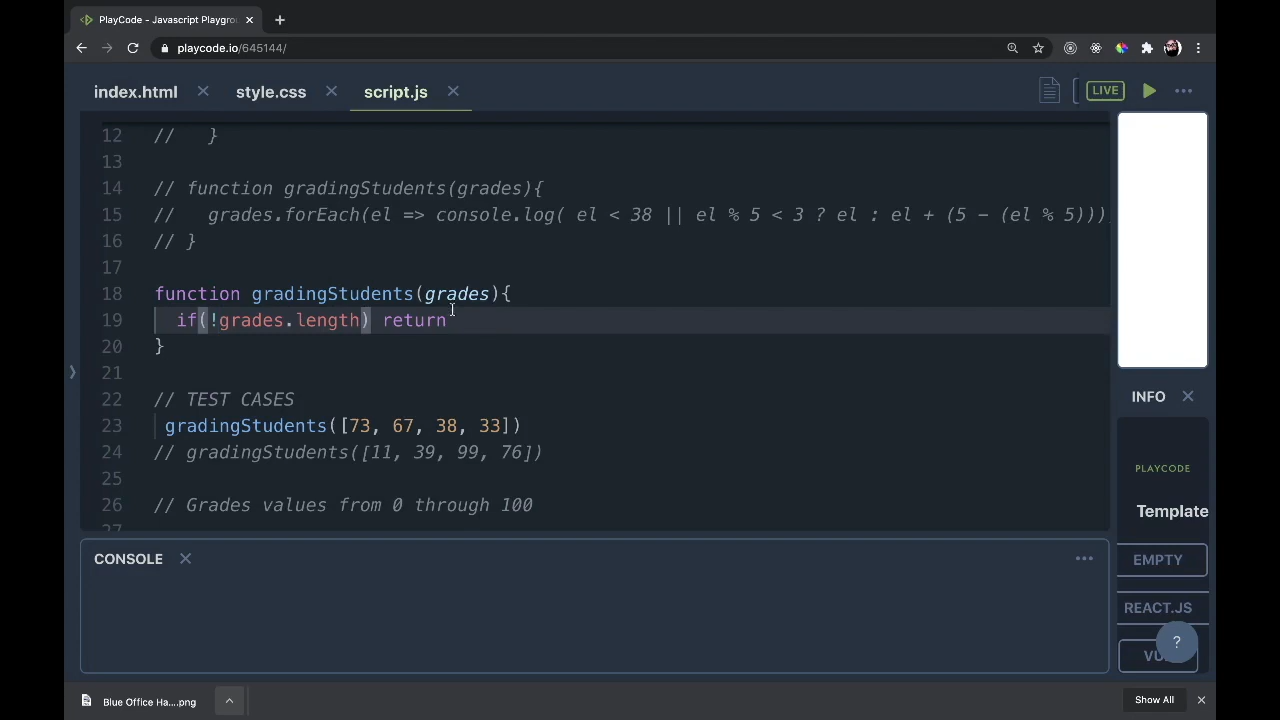 PlayCode - Javascript Playgro
playcode.io/645144/
index.html
style.css
script.js
LIVE
12 //   }
13
14 // function gradingStudents(grades){
15 //   grades.forEach(el => console.log( el < 38 || el % 5 < 3 ? el : el + (5 - (el % 5)))
16 // }
17
18 function gradingStudents(grades){
19   if(!grades.length) return
20 }
21
22 // TEST CASES
23  gradingStudents([73, 67, 38, 33])
24 // gradingStudents([11, 39, 99, 76])
25
26 // Grades values from 0 through 100
27
INFO
PLAYCODE
Template
EMPTY
REACT.JS
VU
?
CONSOLE
Blue Office Ha....png
Show All